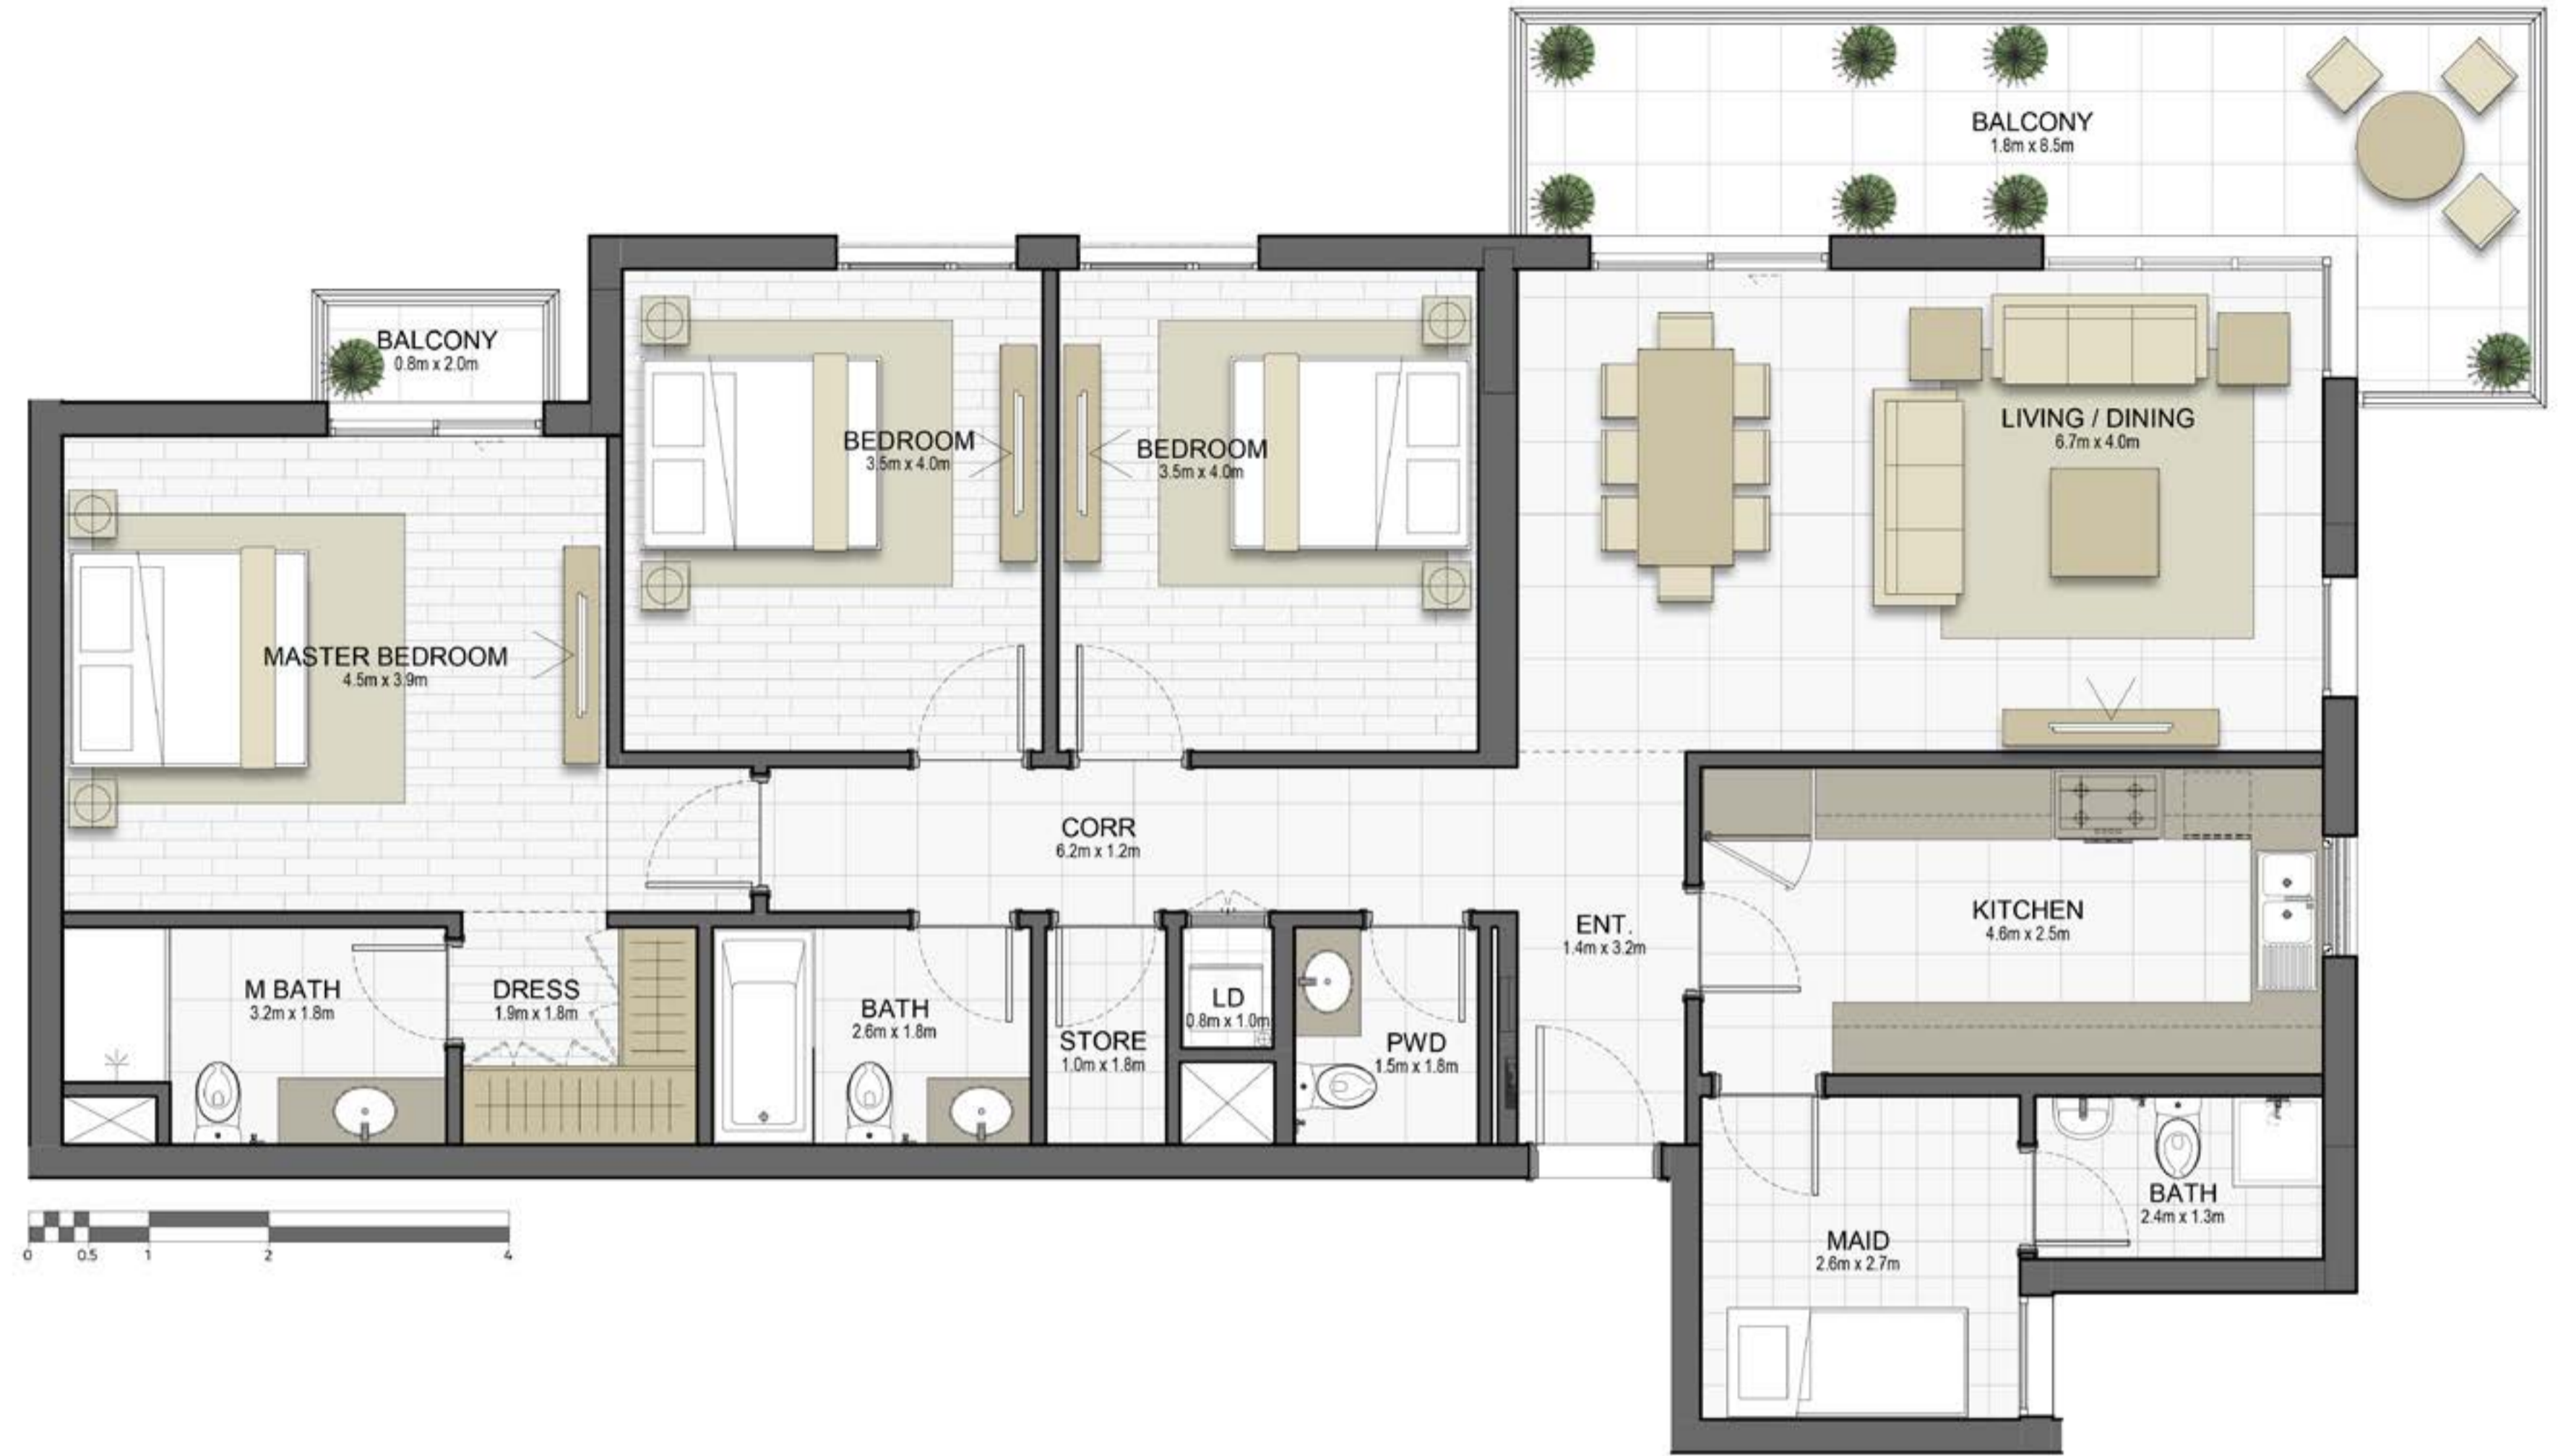 BALCONY
1.8m x 8.5m
BALCONY
0.8m x 2.0m
BEDROOM
3.5m x 4.0m
BEDROOM
3.5m x 4.0m
LIVING / DINING
6.7m x 4.0m
MASTER BEDROOM
4.5m x 3.9m
CORR
6.2m x 1.2m
ENT.
1.4m x 3.2m
KITCHEN
4.6m x 2.5m
M BATH
3.2m x 1.8m
DRESS
1.9m x 1.8m
BATH
2.6m x 1.8m
STORE
1.0m x 1.8m
LD
0.8m x 1.0m
PWD
1.5m x 1.8m
BATH
2.4m x 1.3m
MAID
2.6m x 2.7m
0 0.5 1 2 4